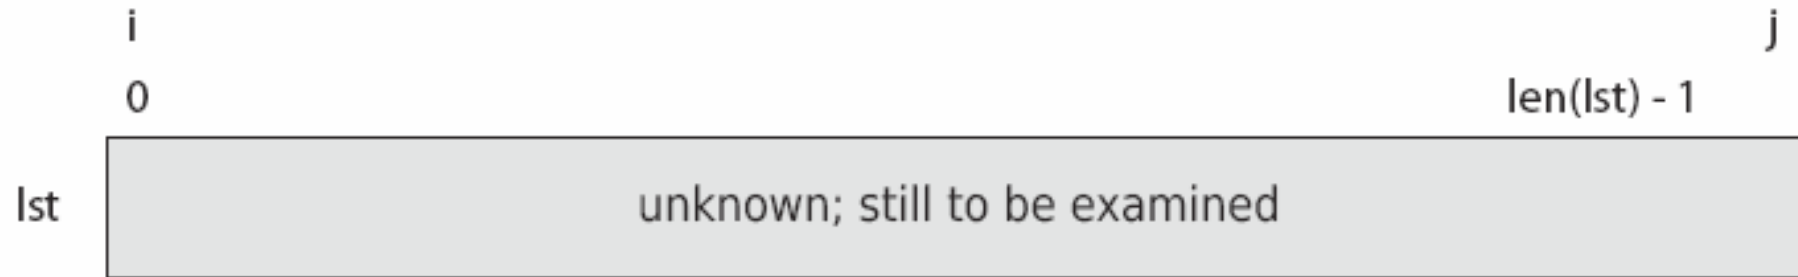 i j
0 len(lst) - 1
lst unknown; still to be examined